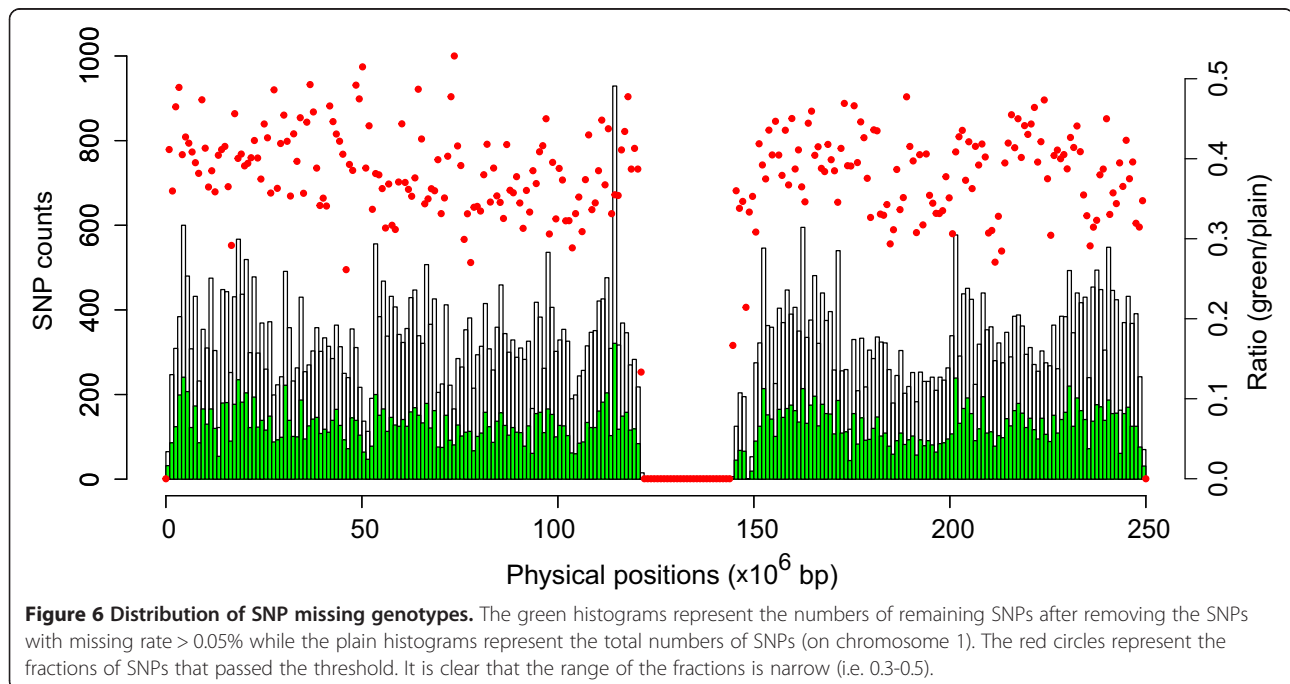 1000
800
600
400
200
0
SNP counts
0.5
0.4
0.3
0.2
0.1
0.0
Ratio (green/plain)
0 50 100 150 200 250
Physical positions (×10⁶ bp)
Figure 6 Distribution of SNP missing genotypes. The green histograms represent the numbers of remaining SNPs after removing the SNPs
with missing rate > 0.05% while the plain histograms represent the total numbers of SNPs (on chromosome 1). The red circles represent the
fractions of SNPs that passed the threshold. It is clear that the range of the fractions is narrow (i.e. 0.3-0.5).